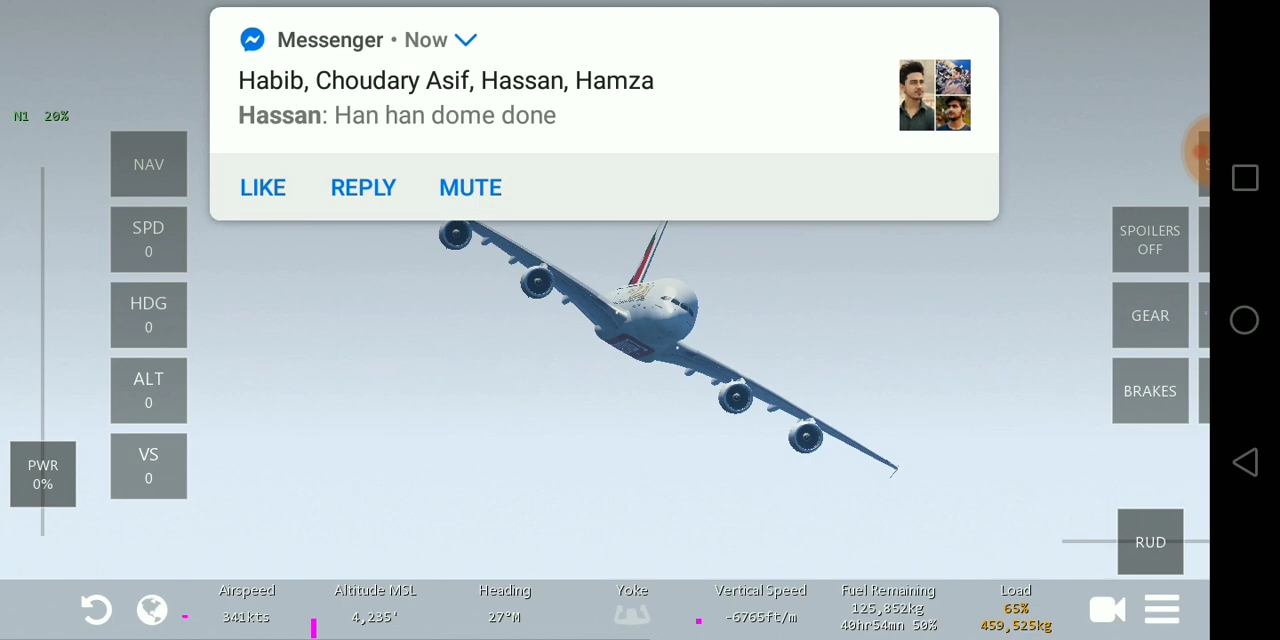 Messenger • Now
Habib, Choudary Asif, Hassan, Hamza
Hassan: Han han dome done
LIKE REPLY MUTE
N1 20%
NAV
SPD
0
HDG
0
ALT
0
VS
0
PWR
0%
SPOILERS
OFF
GEAR
BRAKES
RUD
Airspeed
341kts
Altitude MSL
4,235'
Heading
27°M
Yoke
Vertical Speed
-6765ft/m
Fuel Remaining
125,852kg
40hr54mn 50%
Load
65%
459,525kg